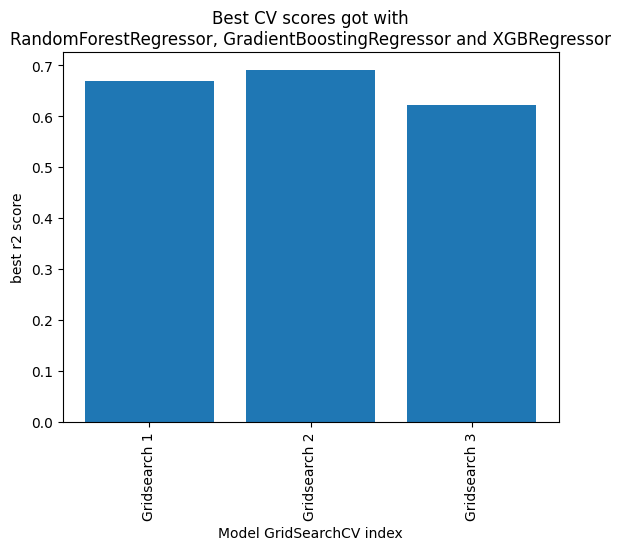 Best CV scores got with
RandomForestRegressor, GradientBoostingRegressor and XGBRegressor
0.7
0.6
0.5
0.4
0.3
0.2
0.1
0.0
best r2 score
Gridsearch 1
Gridsearch 2
Gridsearch 3
Model GridSearchCV index